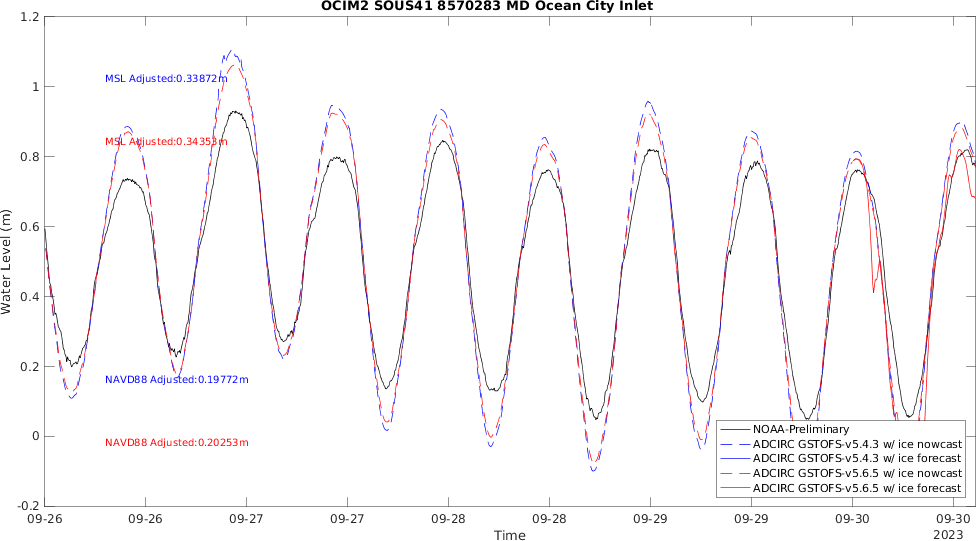 OCIM2 SOUS41 8570283 MD Ocean City Inlet
1.2
1
0.8
0.6
0.4
0.2
0
-0.2
Water Level (m)
MSL Adjusted:0.33872m
MSL Adjusted:0.34353m
NAVD88 Adjusted:0.19772m
NAVD88 Adjusted:0.20253m
NOAA-Preliminary
ADCIRC GSTOFS-v5.4.3 w/ ice nowcast
ADCIRC GSTOFS-v5.4.3 w/ ice forecast
ADCIRC GSTOFS-v5.6.5 w/ ice nowcast
ADCIRC GSTOFS-v5.6.5 w/ ice forecast
09-26 09-26 09-27 09-27 09-28 09-28 09-29 09-29 09-30 09-30
Time
2023